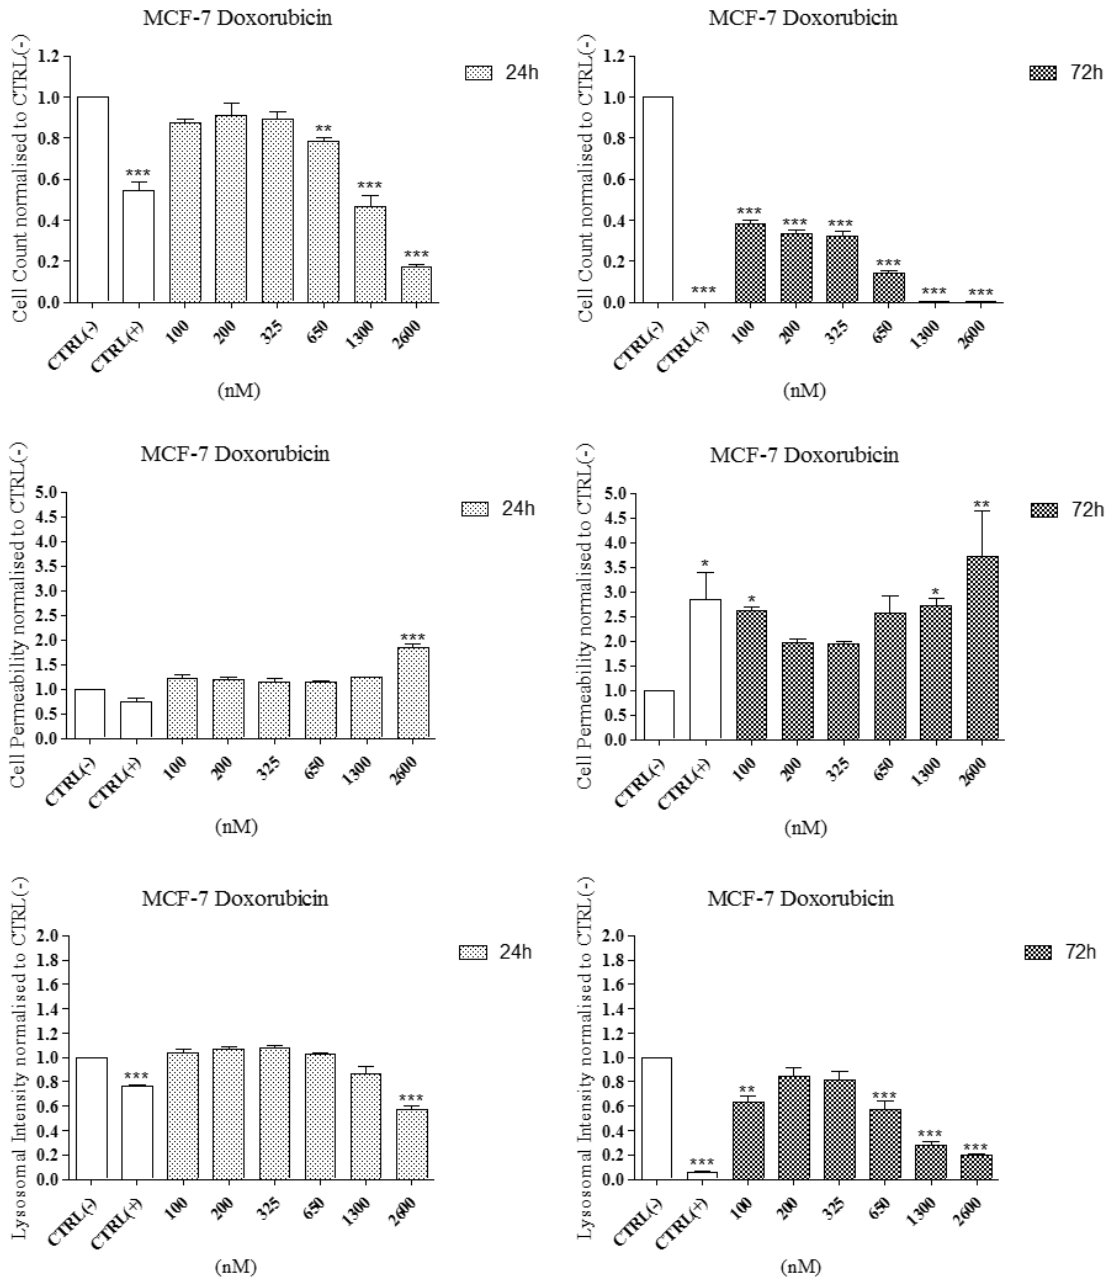 MCF-7 Doxorubicin
Cell Count normalised to CTRL(-)
1.2
1.0
0.8
0.6
0.4
0.2
0.0
*** ** *** ***
CTRL(-) CTRL(+) 100 200 325 650 1300 2600
(nM)
24h
MCF-7 Doxorubicin
Cell Count normalised to CTRL(-)
1.2
1.0
0.8
0.6
0.4
0.2
0.0
*** *** *** *** *** *** ***
CTRL(-) CTRL(+) 100 200 325 650 1300 2600
(nM)
72h
MCF-7 Doxorubicin
Cell Permeability normalised to CTRL(-)
5.0
4.5
4.0
3.5
3.0
2.5
2.0
1.5
1.0
0.5
0.0
***
CTRL(-) CTRL(+) 100 200 325 650 1300 2600
(nM)
24h
MCF-7 Doxorubicin
Cell Permeability normalised to CTRL(-)
5.0
4.5
4.0
3.5
3.0
2.5
2.0
1.5
1.0
0.5
0.0
* * * **
CTRL(-) CTRL(+) 100 200 325 650 1300 2600
(nM)
72h
MCF-7 Doxorubicin
Lysosomal Intensity normalised to CTRL(-)
2.0
1.8
1.6
1.4
1.2
1.0
0.8
0.6
0.4
0.2
0.0
*** ***
CTRL(-) CTRL(+) 100 200 325 650 1300 2600
(nM)
24h
MCF-7 Doxorubicin
Lysosomal Intensity normalised to CTRL(-)
2.0
1.8
1.6
1.4
1.2
1.0
0.8
0.6
0.4
0.2
0.0
*** ** *** *** ***
CTRL(-) CTRL(+) 100 200 325 650 1300 2600
(nM)
72h